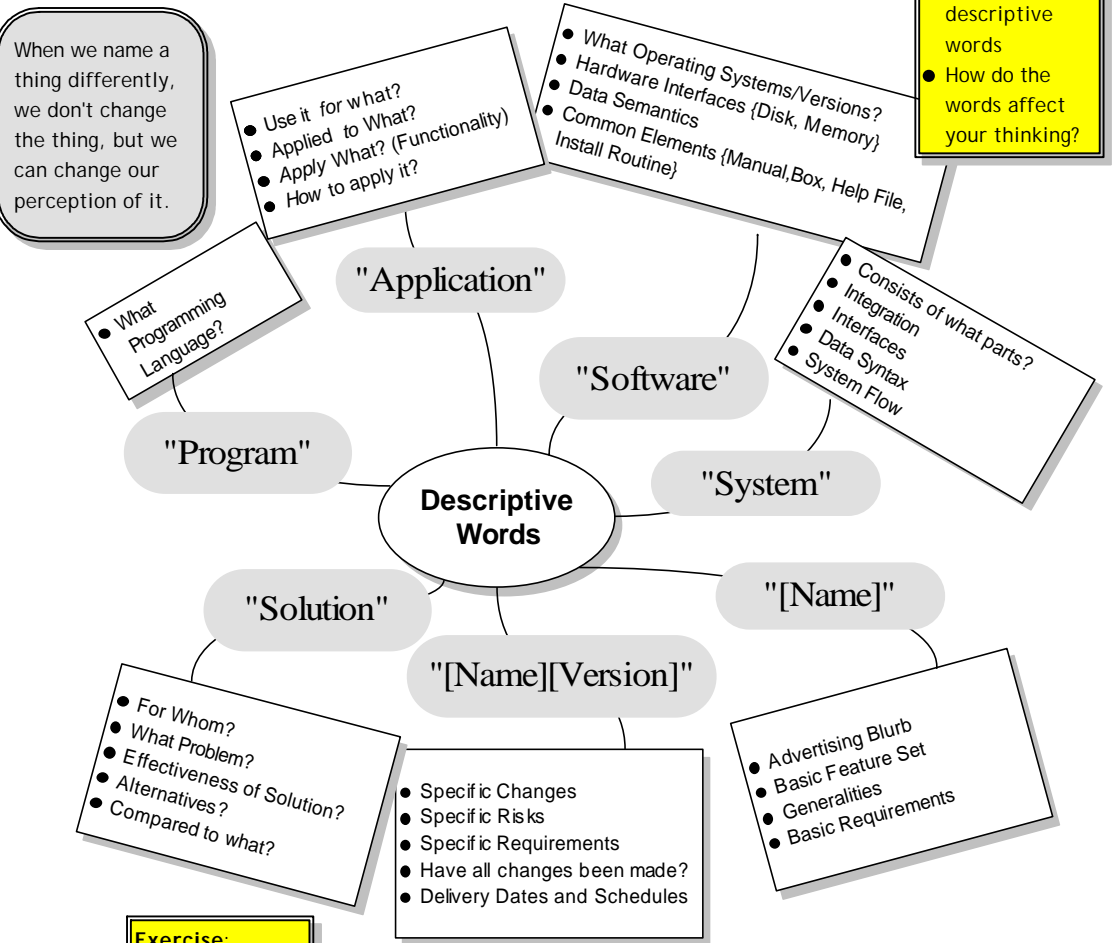 When we name a
thing differently,
we don't change
the thing, but we
can change our
perception of it.
● Use it for what?
● Applied to What?
● Apply What? (Functionality)
● How to apply it?
● What Operating Systems/Versions?
● Hardware Interfaces {Disk, Memory}
● Data Semantics
● Common Elements {Manual,Box, Help File,
Install Routine}
descriptive
words
● How do the
words affect
your thinking?
● What
Programming
Language?
"Application"
● Consists of what parts?
● Integration
● Interfaces
● Data Syntax
● System Flow
"Software"
"Program"
"System"
Descriptive
Words
"Solution"
"[Name]"
"[Name][Version]"
● For Whom?
● What Problem?
● Effectiveness of Solution?
● Alternatives?
● Compared to what?
● Specific Changes
● Specific Risks
● Specific Requirements
● Have all changes been made?
● Delivery Dates and Schedules
● Advertising Blurb
● Basic Feature Set
● Generalities
● Basic Requirements
Exercise: